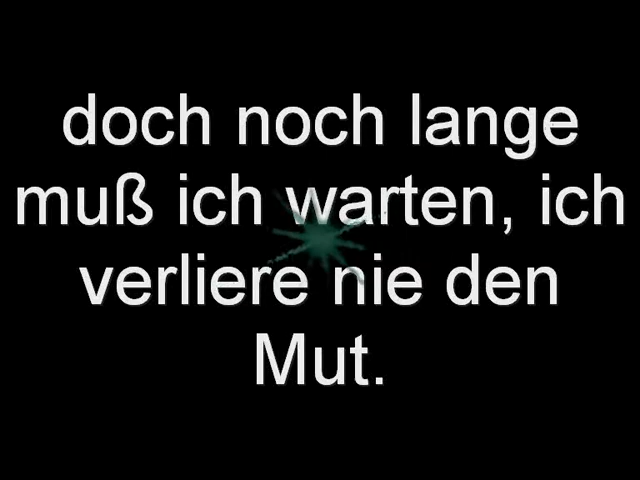 doch noch lange
muß ich warten, ich
verliere nie den
Mut.